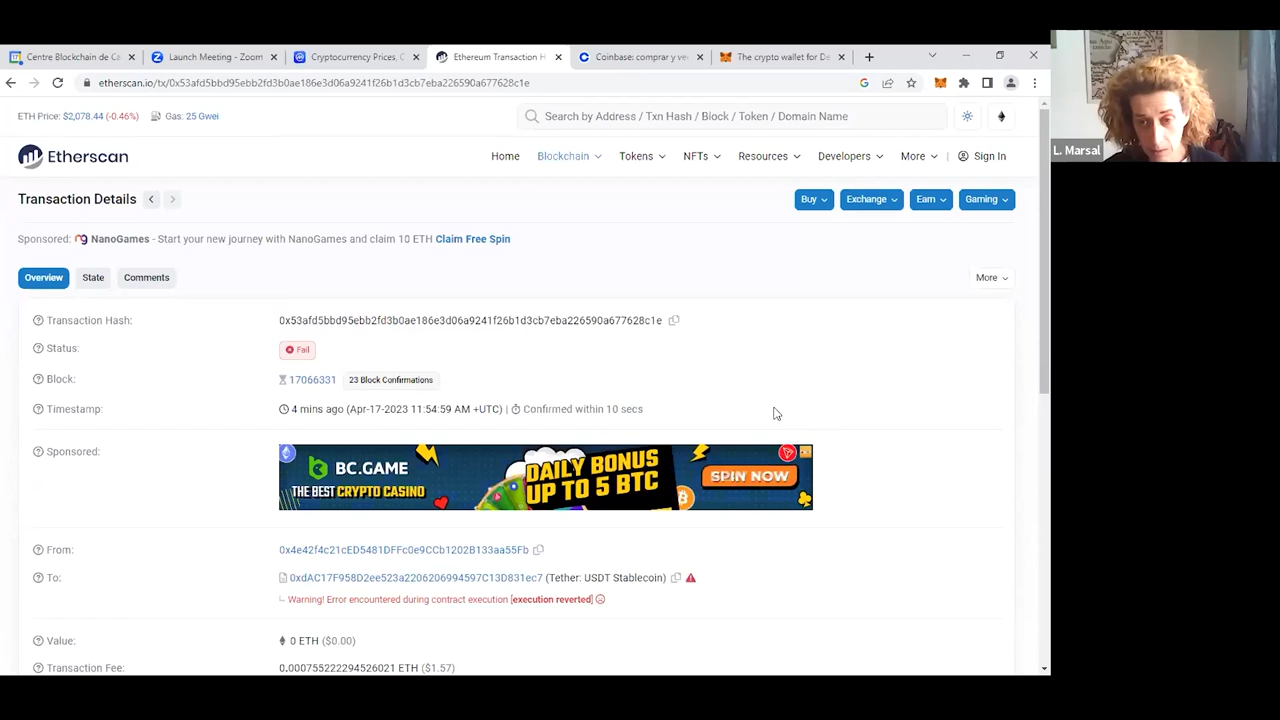 Centre Blockchain de Ca
Launch Meeting - Zoom
Cryptocurrency Prices, C
Ethereum Transaction H
Coinbase: comprar y ve
The crypto wallet for De
etherscan.io/tx/0x53afd5bbd95ebb2fd3b0ae186e3d06a9241f26b1d3cb7eba226590a677628c1e
ETH Price: $2,078.44 (-0.46%) Gas: 25 Gwei
Search by Address / Txn Hash / Block / Token / Domain Name
L. Marsal
Etherscan
Home Blockchain Tokens NFTs Resources Developers More Sign In
Transaction Details
Buy Exchange Earn Gaming
Sponsored: NanoGames - Start your new journey with NanoGames and claim 10 ETH Claim Free Spin
Overview State Comments More
Transaction Hash: 0x53afd5bbd95ebb2fd3b0ae186e3d06a9241f26b1d3cb7eba226590a677628c1e
Status: Fail
Block: 17066331 23 Block Confirmations
Timestamp: 4 mins ago (Apr-17-2023 11:54:59 AM +UTC) | Confirmed within 10 secs
Sponsored:
BC.GAME
THE BEST CRYPTO CASINO
DAILY BONUS
UP TO 5 BTC
SPIN NOW
From: 0x4e42f4c21cED5481DFFc0e9CCb1202B133aa55Fb
To: 0xdAC17F958D2ee523a2206206994597C13D831ec7 (Tether: USDT Stablecoin)
Warning! Error encountered during contract execution [execution reverted]
Value: 0 ETH ($0.00)
Transaction Fee: 0.000755222294526021 ETH ($1.57)